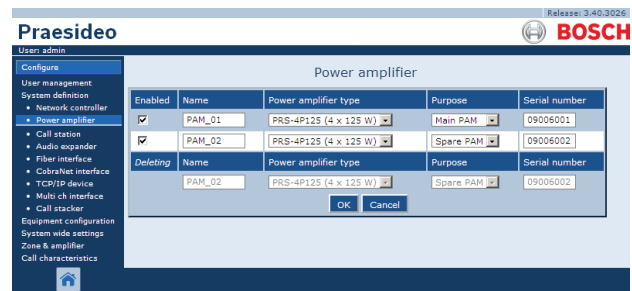 Release: 3.40.3026
Praesideo
BOSCH
User: admin
Configure
User management
System definition
• Network controller
• Power amplifier
• Call station
• Audio expander
• Fiber interface
• CobraNet interface
• TCP/IP device
• Multi ch interface
• Call stacker
Equipment configuration
System wide settings
Zone & amplifier
Call characteristics
Power amplifier
Enabled Name Power amplifier type Purpose Serial number
PAM_01 PRS-4P125 (4 x 125 W) Main PAM 09006001
PAM_02 PRS-4P125 (4 x 125 W) Spare PAM 09006002
Deleting Name Power amplifier type Purpose Serial number
PAM_02 PRS-4P125 (4 x 125 W) Spare PAM 09006002
OK Cancel